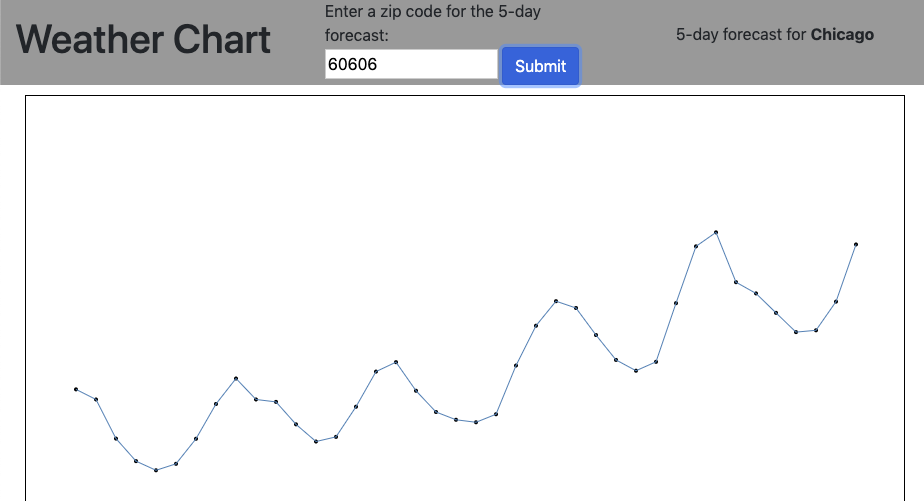 Weather Chart
Enter a zip code for the 5-day
forecast:
60606
Submit
5-day forecast for Chicago